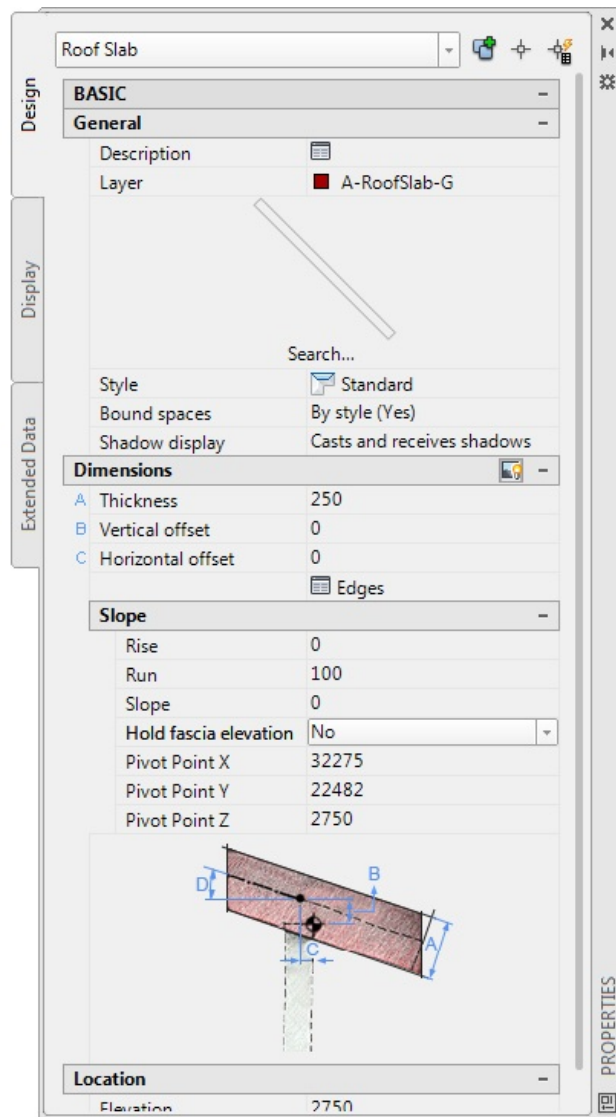 Roof Slab
Design
Display
Extended Data
BASIC
General
Description
Layer A-RoofSlab-G
Search...
Style Standard
Bound spaces By style (Yes)
Shadow display Casts and receives shadows
Dimensions
A Thickness 250
B Vertical offset 0
C Horizontal offset 0
Edges
Slope
Rise 0
Run 100
Slope 0
Hold fascia elevation No
Pivot Point X 32275
Pivot Point Y 22482
Pivot Point Z 2750
B
D
A
C
Location
Elevation 2750
PROPERTIES